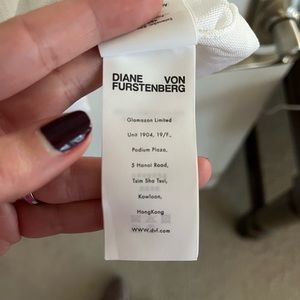 DIANE VON
FURSTENBERG
Glamazon Limited
Unit 1904, 19/F.,
Podium Plaza,
5 Hanoi Road,
Tsim Sha Tsui,
Kowloon,
HongKong
WWW.dvf.com